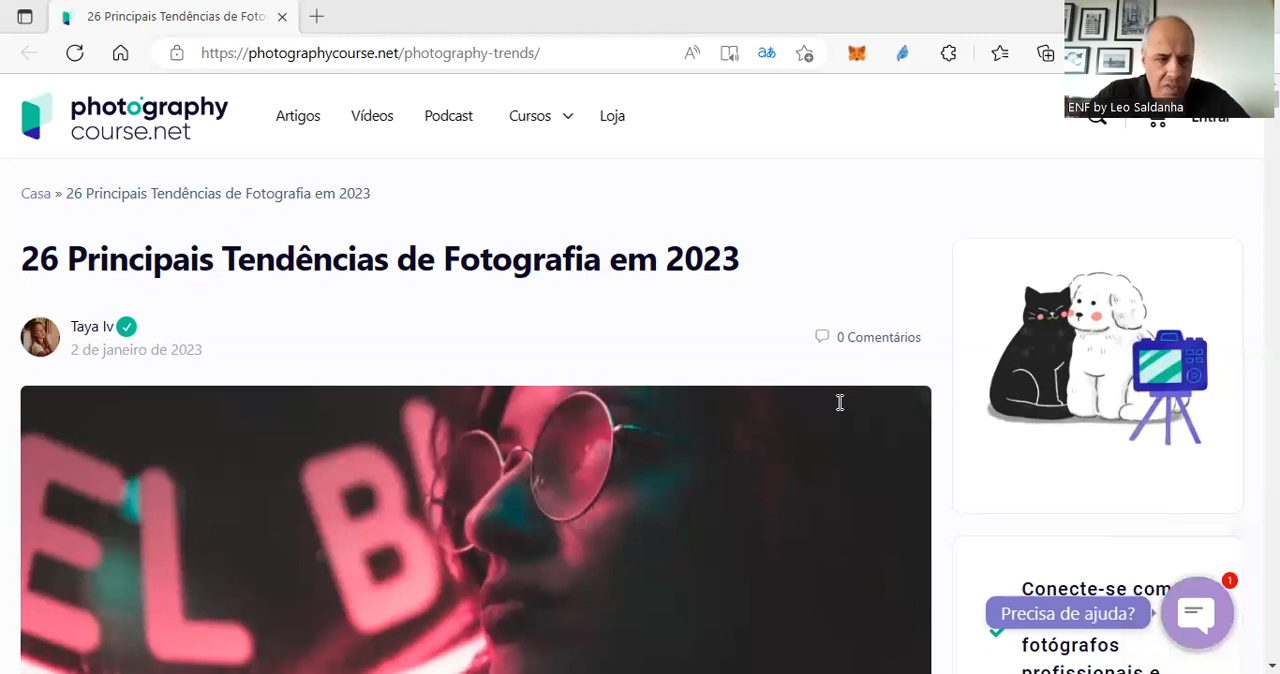 26 Principais Tendências de Foto
https://photographycourse.net/photography-trends/
ENF by Leo Saldanha
photography
course.net
Artigos Vídeos Podcast Cursos Loja
Entrar
Casa » 26 Principais Tendências de Fotografia em 2023
26 Principais Tendências de Fotografia em 2023
Taya Iv
2 de janeiro de 2023
0 Comentários
EL B
Conecte-se com
fotógrafos
profissionais e
1
Precisa de ajuda?